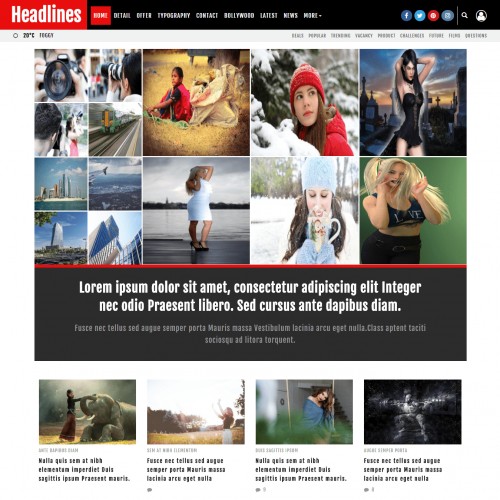 Headlines
HOME DETAIL OFFER TYPOGRAPHY CONTACT BOLLYWOOD LATEST NEWS MORE
20°C FOGGY
DEALS POPULAR TRENDING VACANCY PRODUCT CHALLENGES FUTURE FILMS QUESTIONS
LOVE
Lorem ipsum dolor sit amet, consectetur adipiscing elit Integer
nec odio Praesent libero. Sed cursus ante dapibus diam.
Fusce nec tellus sed augue semper porta Mauris massa Vestibulum lacinia arcu eget nulla.Class aptent taciti
sociosqu ad litora torquent.
ANTE DAPIBUS DIAM
Nulla quis sem at nibh
elementum imperdiet Duis
sagittis ipsum Praesent mauris.
SEM AT NIBH ELEMENTUM
Fusce nec tellus sed augue
semper porta Mauris massa
lacinia arcu eget nulla.
DUIS SAGITTIS IPSUM
Nulla quis sem at nibh
elementum imperdiet Duis
sagittis ipsum mauris.
AUGUE SEMPER PORTA
Fusce nec tellus sed augue
semper porta Mauris massa
lacinia arcu eget nulla.